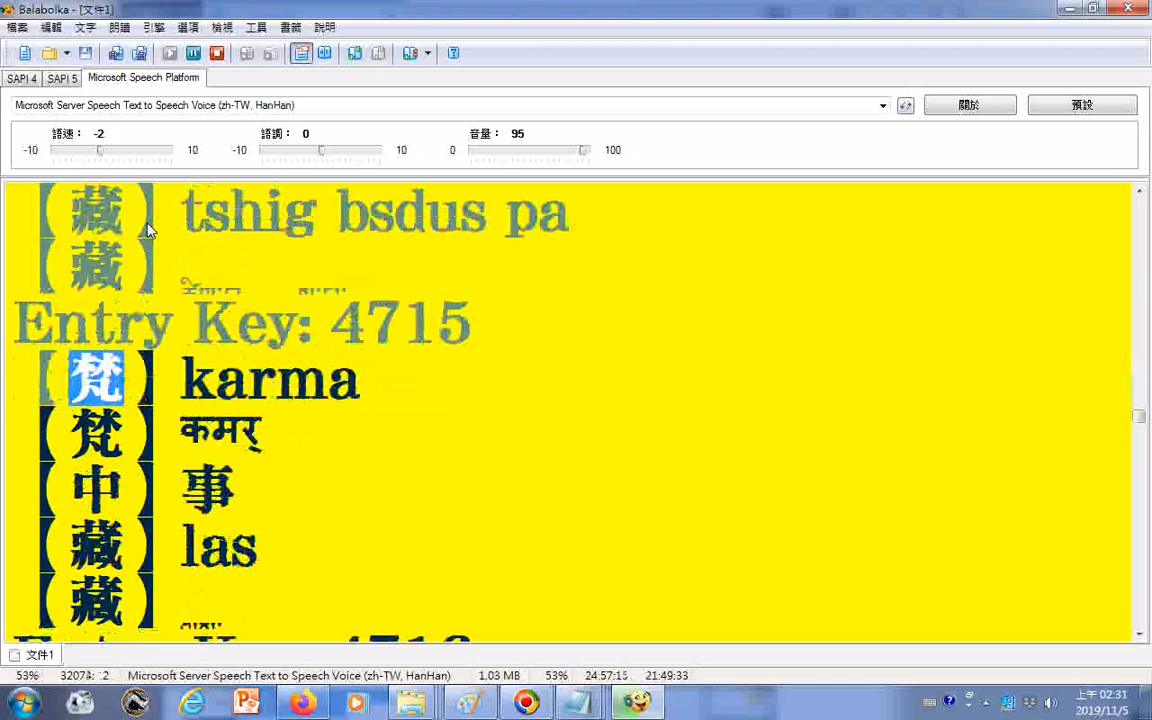 Balabolka - [文件1]
檔案 編輯 文字 朗讀 引擎 選項 檢視 工具 書籤 說明
SAPI 4 SAPI 5 Microsoft Speech Platform
Microsoft Server Speech Text to Speech Voice (zh-TW, HanHan) 關於 預設
語速: -2 語調: 0 音量: 95
-10 10 -10 10 0 100
【藏】 tshig bsdus pa
【藏】
Entry Key: 4715
【梵】 karma
【梵】 कमर्
【中】 事
【藏】 las
【藏】
文件1
53% 32074: :2 Microsoft Server Speech Text to Speech Voice (zh-TW, HanHan) 1,03 MB 53% 24:57:15 21:49:33
上午 02:31
2019/11/5